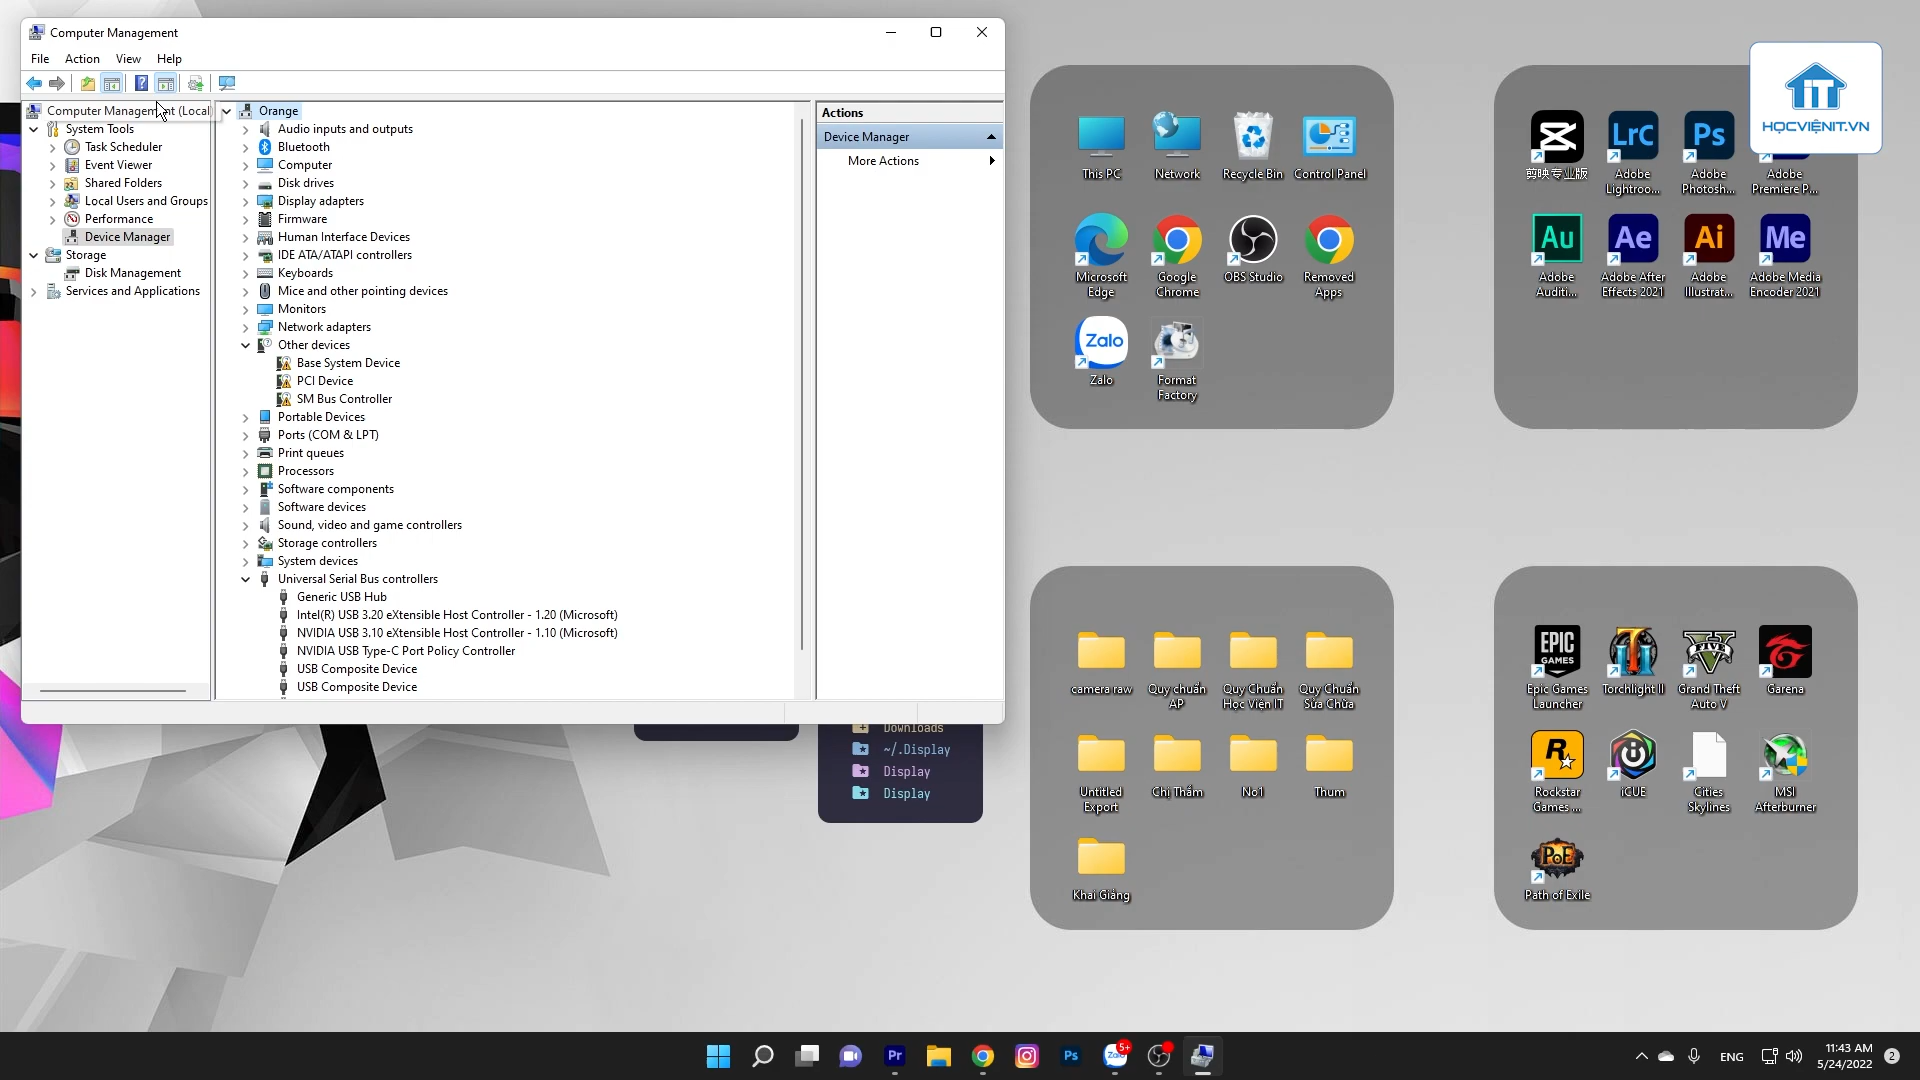 Computer Management
File Action View Help
Computer Management (Local)
System Tools
Task Scheduler
Event Viewer
Shared Folders
Local Users and Groups
Performance
Device Manager
Storage
Disk Management
Services and Applications
Orange
Audio inputs and outputs
Bluetooth
Computer
Disk drives
Display adapters
Firmware
Human Interface Devices
IDE ATA/ATAPI controllers
Keyboards
Mice and other pointing devices
Monitors
Network adapters
Other devices
Base System Device
PCI Device
SM Bus Controller
Portable Devices
Ports (COM & LPT)
Print queues
Processors
Software components
Software devices
Sound, video and game controllers
Storage controllers
System devices
Universal Serial Bus controllers
Generic USB Hub
Intel(R) USB 3.20 eXtensible Host Controller - 1.20 (Microsoft)
NVIDIA USB 3.10 eXtensible Host Controller - 1.10 (Microsoft)
NVIDIA USB Type-C Port Policy Controller
USB Composite Device
USB Composite Device
Actions
Device Manager
More Actions
Downloads
~/.Display
Display
Display
This PC
Network
Recycle Bin
Control Panel
Microsoft
Edge
Google
Chrome
OBS Studio
Removed
Apps
Zalo
Zalo
Format
Factory
剪映专业版
LrC
Adobe
Lightroo...
Ps
Adobe
Photosh...
Adobe
Premiere P...
HỌCVIỆNIT.VN
Au
Adobe
Auditi...
Ae
Adobe After
Effects 2021
Ai
Adobe
Illustrat...
Me
Adobe Media
Encoder 2021
camera raw
Quy chuẩn
AP
Quy Chuẩn
Học Viện IT
Quy Chuẩn
Sửa Chữa
Untitled
Export
Chị Thắm
No1
Thum
Khai Giảng
EPIC
GAMES
Epic Games
Launcher
Torchlight II
FIVE
Grand Theft
Auto V
Garena
R
Rockstar
Games ...
iCUE
Cities
Skylines
MSI
Afterburner
PoE
Path of Exile
Pr
Ps
Zalo
5+
ENG
11:43 AM
5/24/2022
2